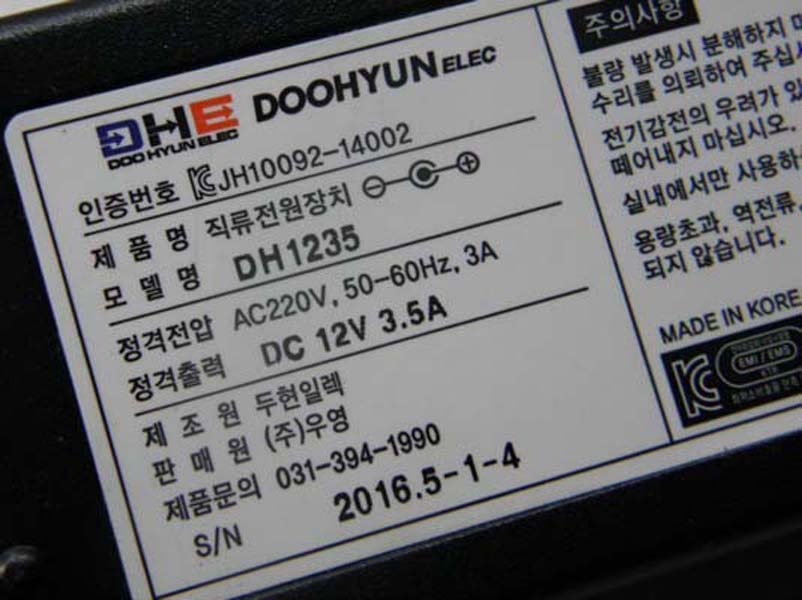 DHE DOOHYUN ELEC
DOO HYUN ELEC
인증번호 KC JH10092-14002
제 품 명 직류전원장치
모 델 명 DH1235
정격전압 AC220V, 50-60Hz, 3A
정격출력 DC 12V 3.5A
제 조 원 두현일렉
판 매 원 (주)우영
제품문의 031-394-1990
S/N 2016.5-1-4
주의사항
불량 발생시 분해하지
수리를 의뢰하여 주십
전기감전의 우려가 있
떼어내지 마십시오.
실내에서만 사용하
용량초과, 역전류,
되지 않습니다.
MADE IN KORE
KC EMI / EMS